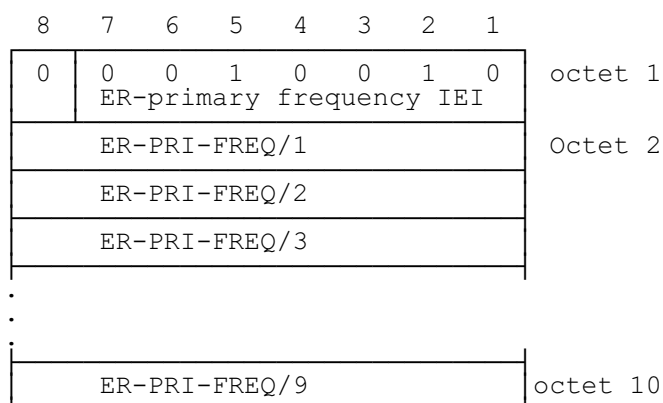 8 7 6 5 4 3 2 1
0 0 0 1 0 0 1 0 octet 1
ER-primary frequency IEI
ER-PRI-FREQ/1 Octet 2
ER-PRI-FREQ/2
ER-PRI-FREQ/3
.
.
.
ER-PRI-FREQ/9 octet 10